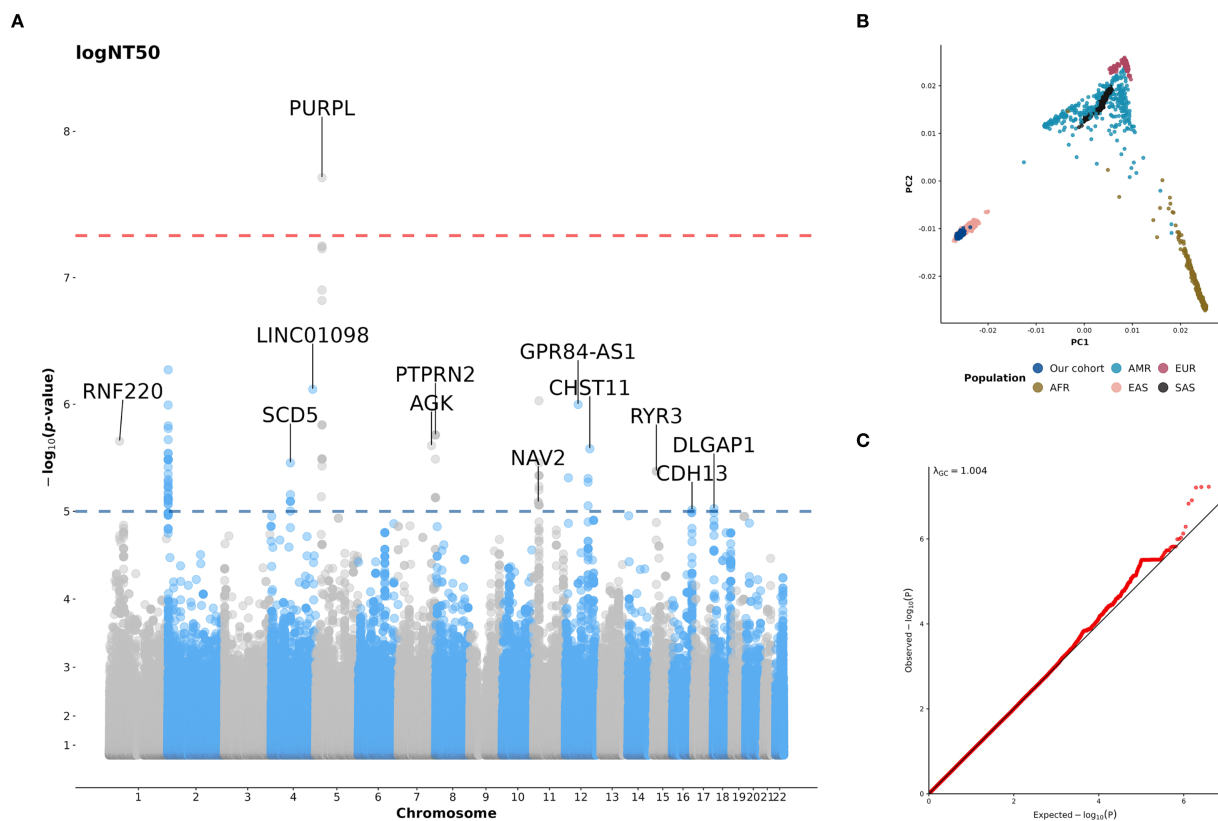 A
logNT50
PURPL
LINC01098
GPR84-AS1
PTPRN2
CHST11
RNF220
AGK
SCD5
RYR3
DLGAP1
NAV2
CDH13
8
7
6
5
4
3
2
1
−log10(p-value)
1 2 3 4 5 6 7 8 9 10 11 12 13 14 15 16 17 18 19 20 21 22
Chromosome
B
0.02
0.01
0.00
-0.01
-0.02
PC2
-0.02 -0.01 0.00 0.01 0.02
PC1
Population
Our cohort AMR EUR
AFR EAS SAS
C
λGC = 1.004
6
4
2
0
Observed −log10(P)
0 2 4 6
Expected −log10(P)